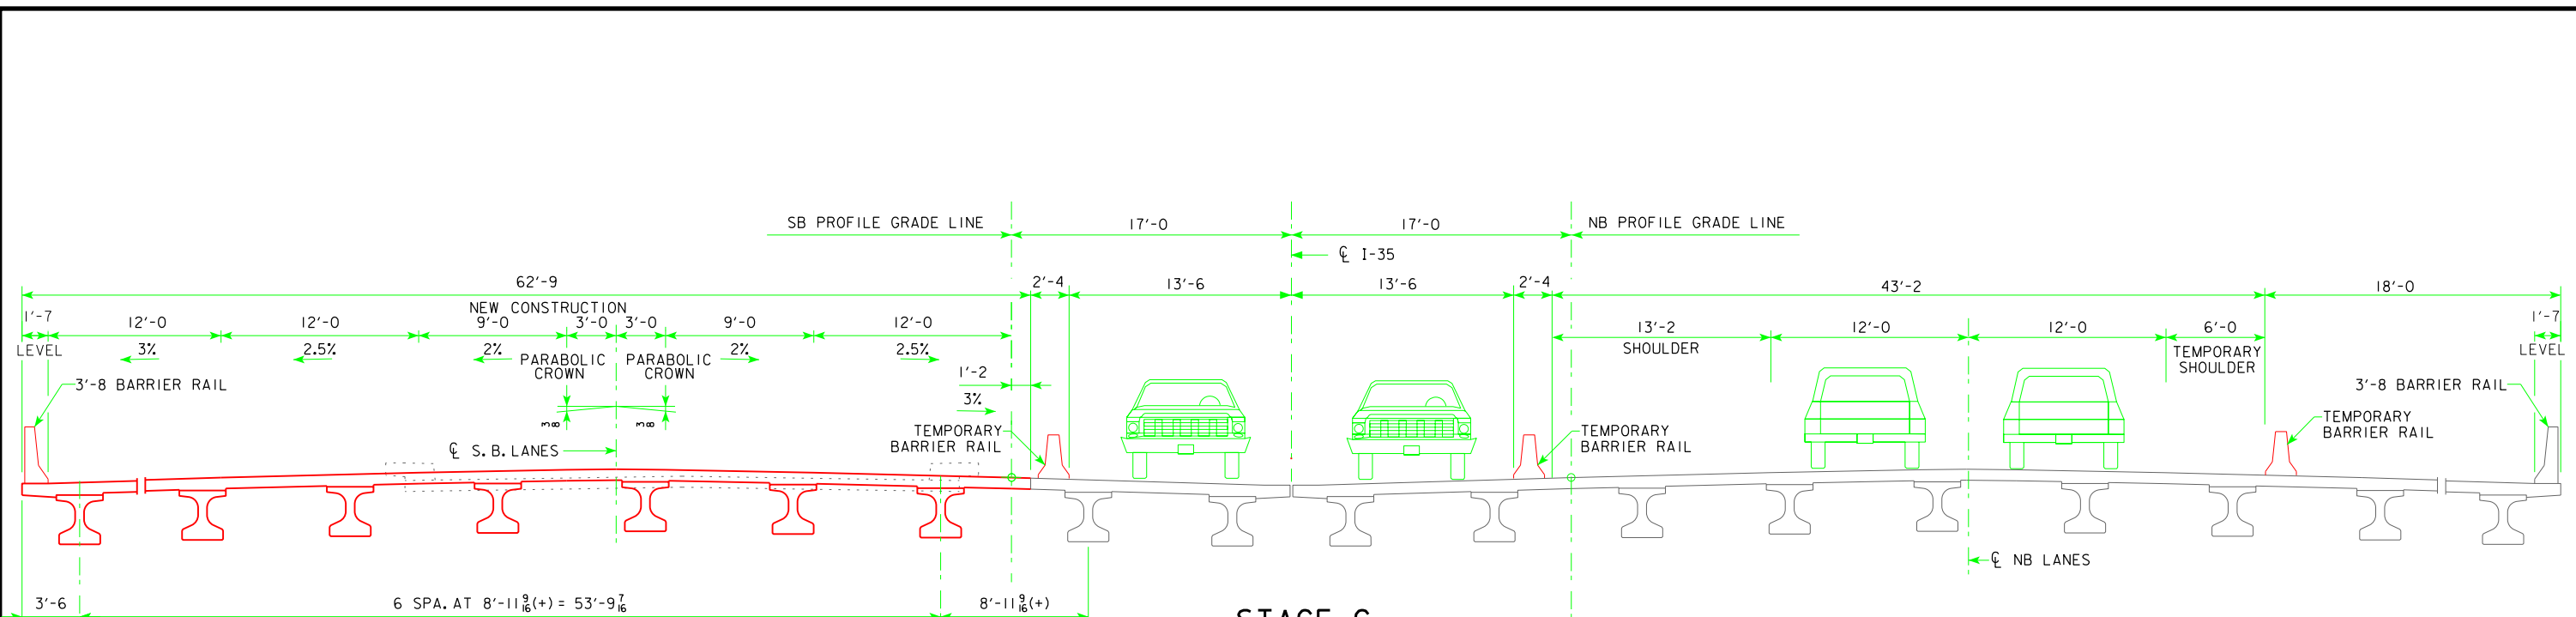 SB PROFILE GRADE LINE 17'-0 17'-0 NB PROFILE GRADE LINE
℄ I-35
62'-9 2'-4 13'-6 13'-6 2'-4 43'-2 18'-0
NEW CONSTRUCTION
1'-7 12'-0 12'-0 9'-0 3'-0 3'-0 9'-0 12'-0 13'-2 12'-0 12'-0 6'-0 1'-7
LEVEL 3% 2.5% 2% PARABOLIC PARABOLIC 2% 2.5% SHOULDER TEMPORARY LEVEL
CROWN CROWN SHOULDER
1'-2
3'-8 BARRIER RAIL 3'-8 BARRIER RAIL
3%
3/8 3/8
TEMPORARY TEMPORARY TEMPORARY
BARRIER RAIL BARRIER RAIL BARRIER RAIL
℄ S.B. LANES
℄ NB LANES
3'-6 6 SPA. AT 8'-11 9/16(+) = 53'-9 7/16 8'-11 9/16(+)